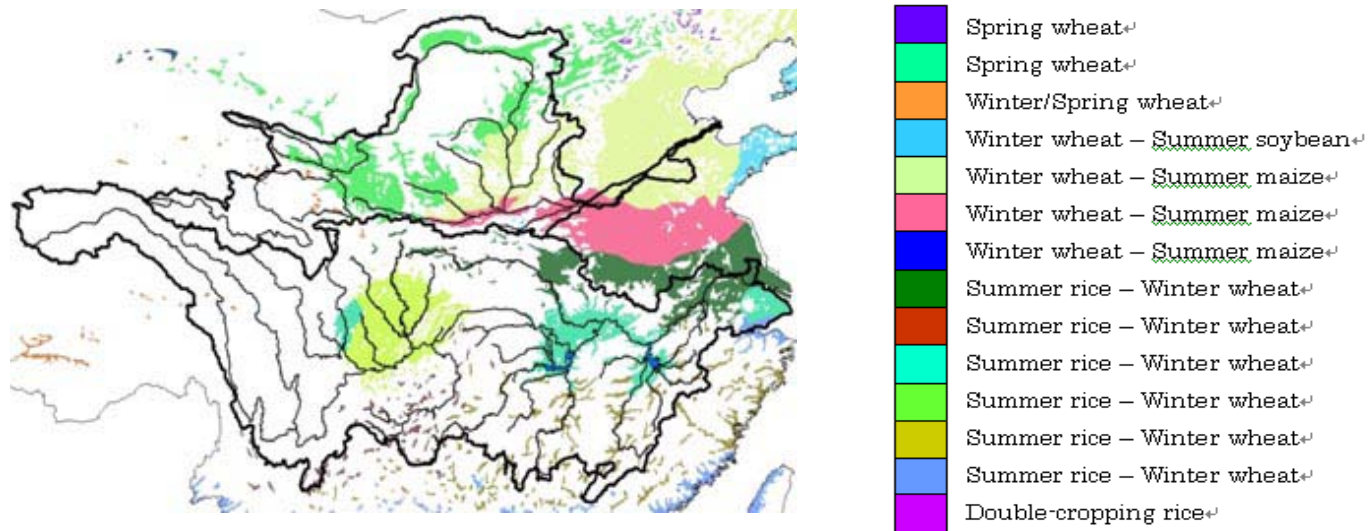 Spring wheat↵
Spring wheat↵
Winter/Spring wheat↵
Winter wheat – Summer soybean↵
Winter wheat – Summer maize↵
Winter wheat – Summer maize↵
Winter wheat – Summer maize↵
Summer rice – Winter wheat↵
Summer rice – Winter wheat↵
Summer rice – Winter wheat↵
Summer rice – Winter wheat↵
Summer rice – Winter wheat↵
Summer rice – Winter wheat↵
Double-cropping rice↵